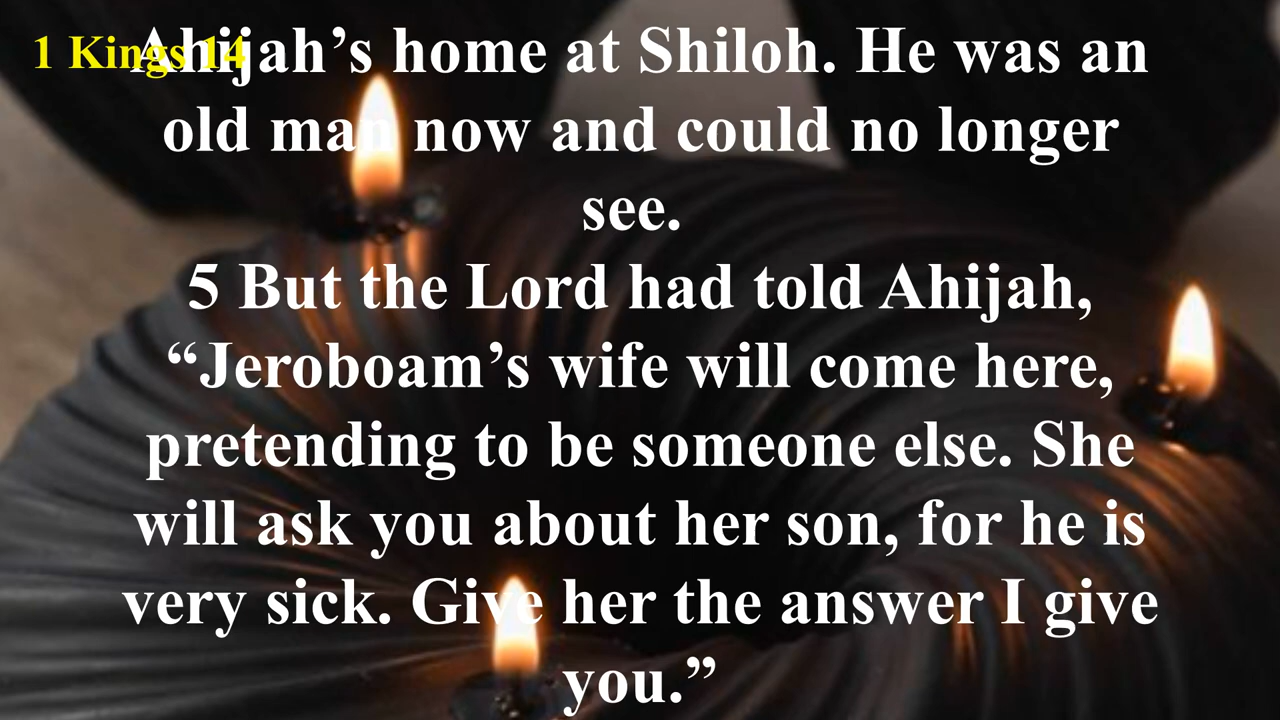 1 Kings 14
Ahijah’s home at Shiloh. He was an
old man now and could no longer
see.
5 But the Lord had told Ahijah,
“Jeroboam’s wife will come here,
pretending to be someone else. She
will ask you about her son, for he is
very sick. Give her the answer I give
you.”